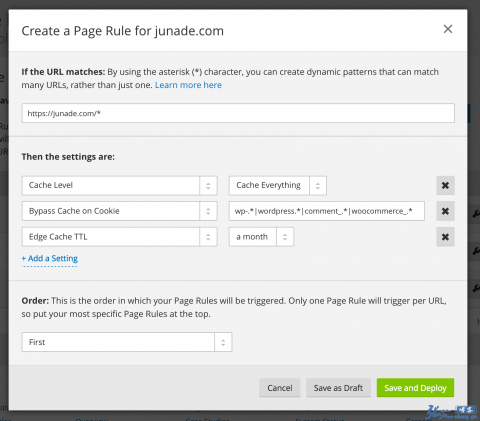 Create a Page Rule for junade.com
If the URL matches: By using the asterisk (*) character, you can create dynamic patterns that can match
many URLs, rather than just one. Learn more here
https://junade.com/*
Then the settings are:
Cache Level
Cache Everything
Bypass Cache on Cookie
wp-.*|wordpress.*|comment_.*|woocommerce_.*
Edge Cache TTL
a month
+ Add a Setting
Order: This is the order in which your Page Rules will be triggered. Only one Page Rule will trigger per URL,
so put your most specific Page Rules at the top.
First
Cancel
Save as Draft
Save and Deploy